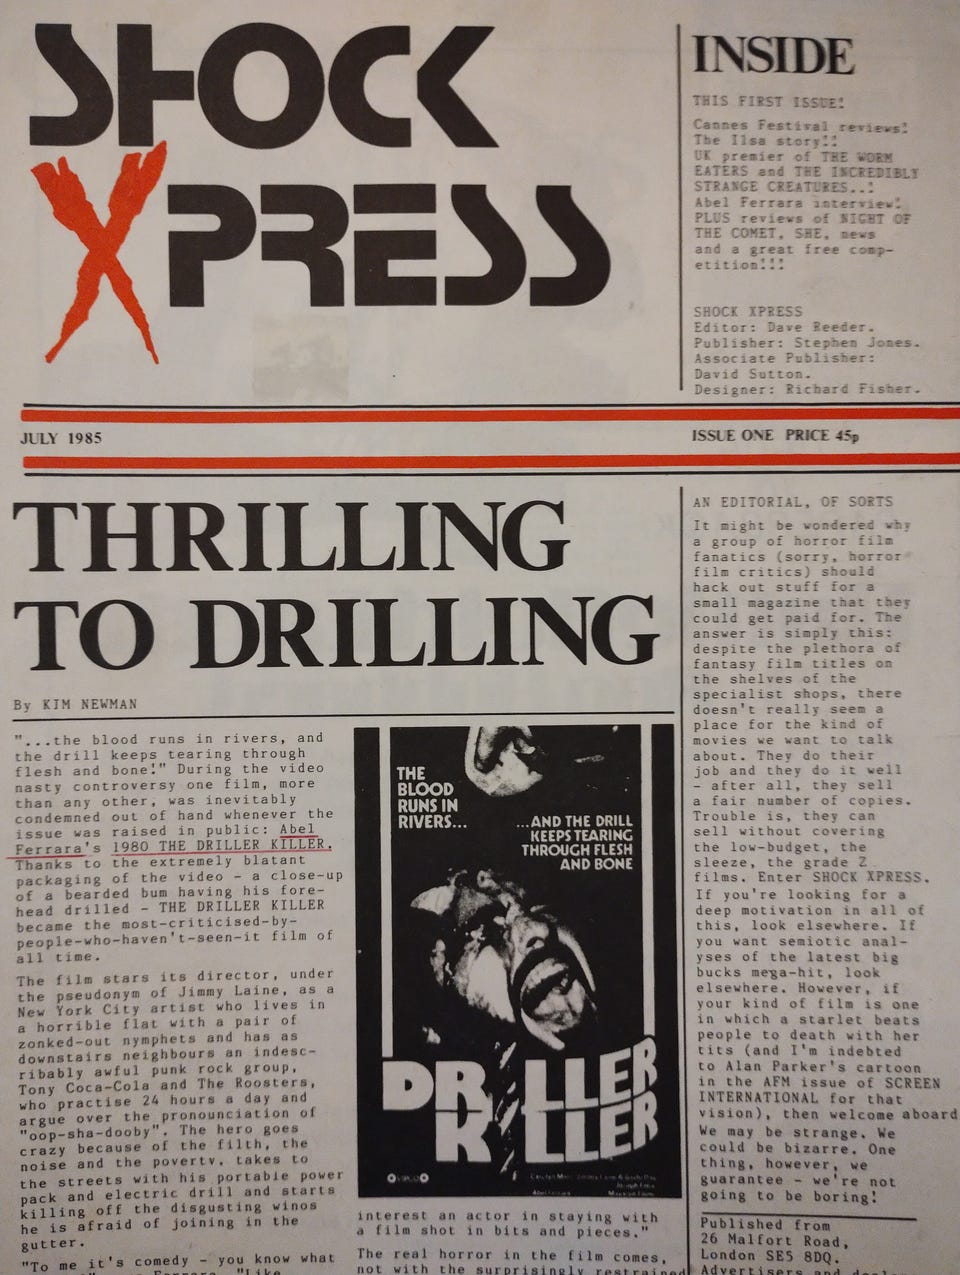 SHOCK
XPRESS
INSIDE
THIS FIRST ISSUE!
Cannes Festival reviews!
The Ilsa story!!
UK premier of THE WORM
EATERS and THE INCREDIBLY
STRANGE CREATURES..!
Abel Ferrara interview!
PLUS reviews of NIGHT OF
THE COMET, SHE, news
and a great free comp-
etition!!!
SHOCK XPRESS
Editor: Dave Reeder.
Publisher: Stephen Jones.
Associate Publisher:
David Sutton.
Designer: Richard Fisher.
JULY 1985
ISSUE ONE PRICE 45p
THRILLING
TO DRILLING
By KIM NEWMAN
"...the blood runs in rivers, and
the drill keeps tearing through
flesh and bone!" During the video
nasty controversy one film, more
than any other, was inevitably
condemned out of hand whenever the
issue was raised in public: Abel
Ferrara's 1980 THE DRILLER KILLER.
Thanks to the extremely blatant
packaging of the video - a close-up
of a bearded bum having his fore-
head drilled - THE DRILLER KILLER
became the most-criticised-by-
people-who-haven't-seen-it film of
all time.
The film stars its director, under
the pseudonym of Jimmy Laine, as a
New York City artist who lives in
a horrible flat with a pair of
zonked-out nymphets and has as
downstairs neighbours an indesc-
ribably awful punk rock group,
Tony Coca-Cola and The Roosters,
who practise 24 hours a day and
argue over the pronounciation of
"oop-sha-dooby", The hero goes
crazy because of the filth, the
noise and the poverty, takes to
the streets with his portable power
pack and electric drill and starts
killing off the disgusting winos
he is afraid of joining in the
gutter.
"To me it's comedy - you know what
THE
BLOOD
RUNS IN
RIVERS...
...AND THE DRILL
KEEPS TEARING
THROUGH FLESH
AND BONE
DRILLER
KILLER
interest an actor in staying with
a film shot in bits and pieces."
The real horror in the film comes,
not with the surprisingly restrained
AN EDITORIAL, OF SORTS
It might be wondered why
a group of horror film
fanatics (sorry, horror
film critics) should
hack out stuff for a
small magazine that they
could get paid for. The
answer is simply this:
despite the plethora of
fantasy film titles on
the shelves of the
specialist shops, there
doesn't really seem a
place for the kind of
movies we want to talk
about. They do their
job and they do it well
- after all, they sell
a fair number of copies.
Trouble is, they can
sell without covering
the low-budget, the
sleeze, the grade Z
films. Enter SHOCK XPRESS.
If you're looking for a
deep motivation in all of
this, look elsewhere. If
you want semiotic anal-
yses of the latest big
bucks mega-hit, look
elsewhere. However, if
your kind of film is one
in which a starlet beats
people to death with her
tits (and I'm indebted
to Alan Parker's cartoon
in the AFM issue of SCREEN
INTERNATIONAL for that
vision), then welcome aboard
We may be strange. We
could be bizarre. One
thing, however, we
guarantee - we're not
going to be boring!
Published from
26 Malfort Road,
London SE5 8DQ.